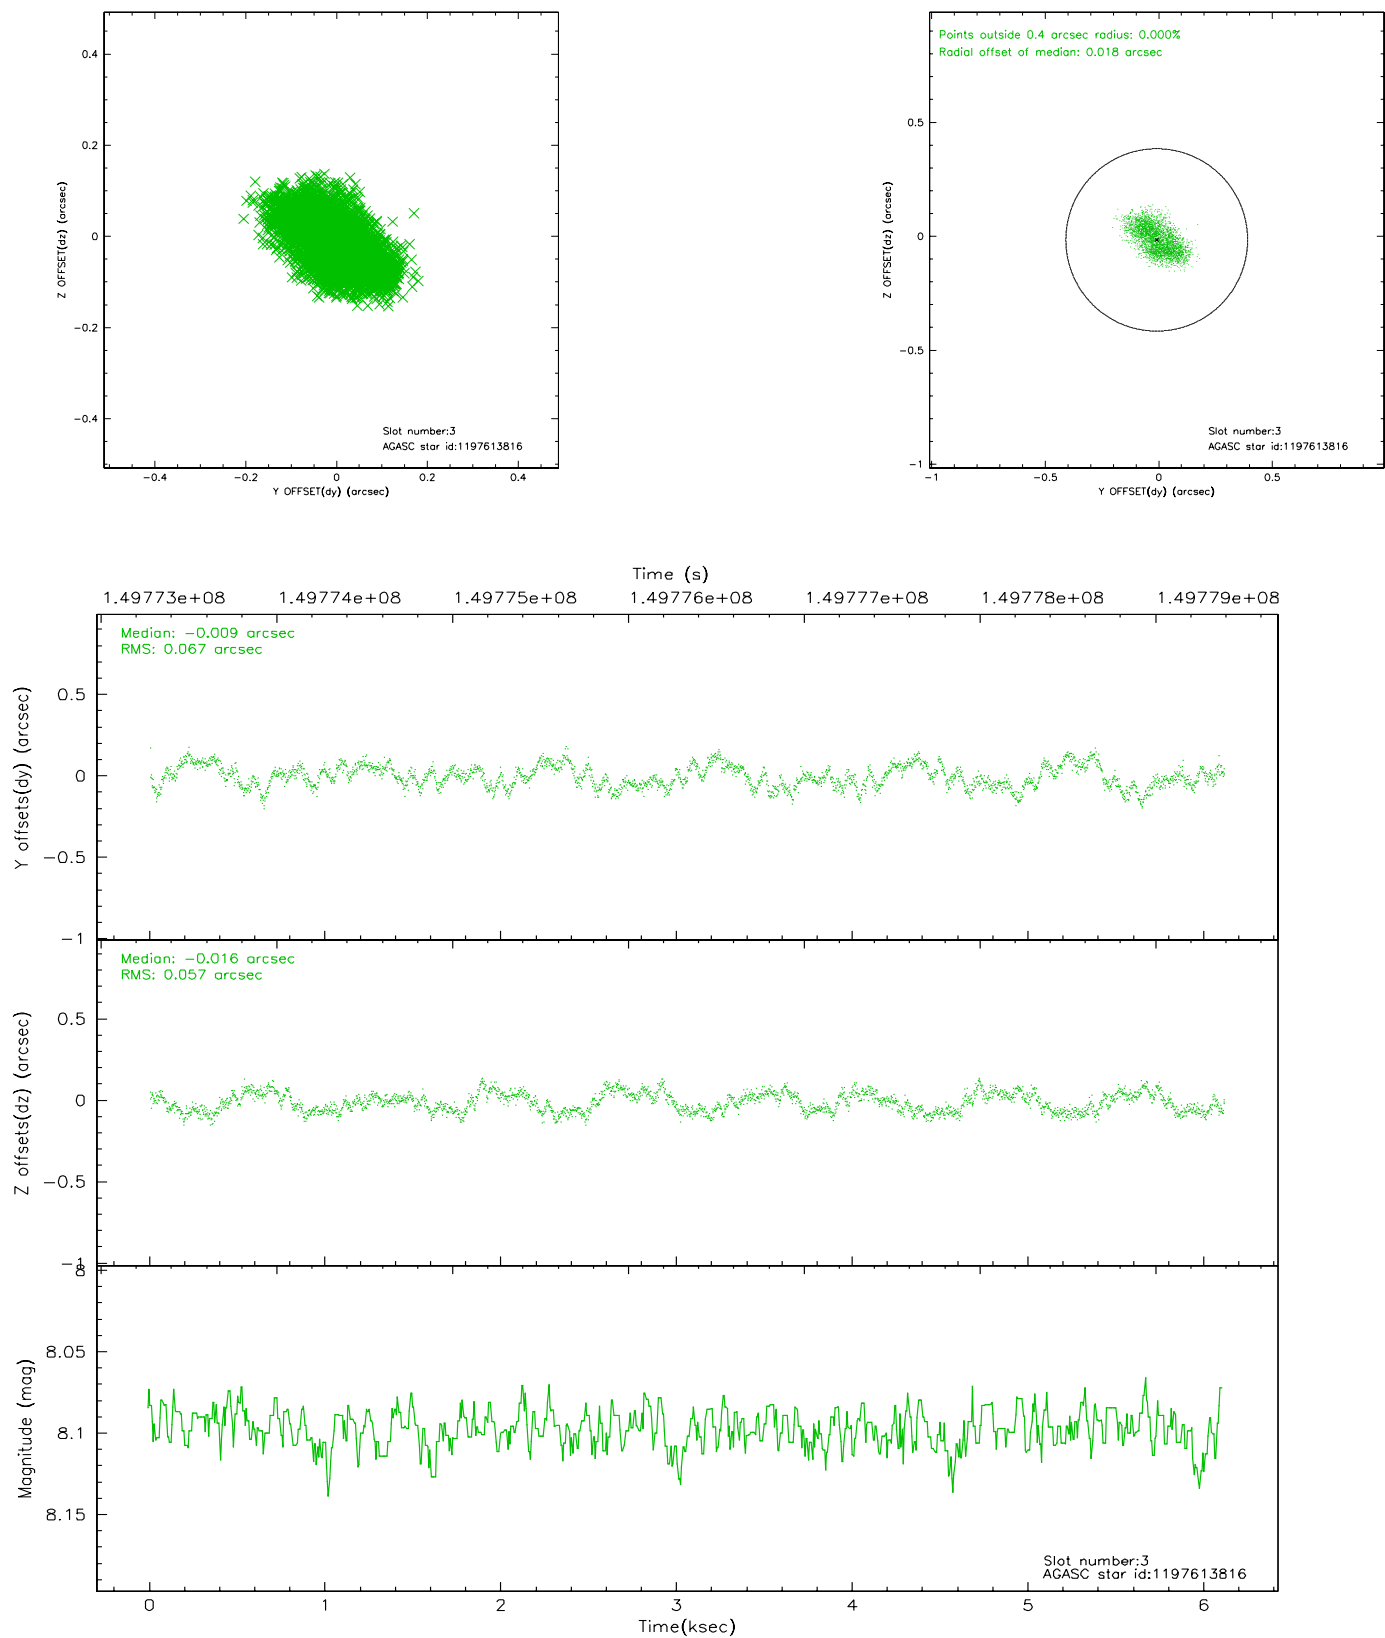 0.4
0.2
0
−0.2
−0.4
Z OFFSET(dz) (arcsec)
Slot number:3
AGASC star id:1197613816
−0.4
−0.2
0
0.2
0.4
Y OFFSET(dy) (arcsec)
Points outside 0.4 arcsec radius: 0.000%
Radial offset of median: 0.018 arcsec
0.5
0
−0.5
−1
Z OFFSET(dz) (arcsec)
Slot number:3
AGASC star id:1197613816
−1
−0.5
0
0.5
Y OFFSET(dy) (arcsec)
Time (s)
1.49773e+08
1.49774e+08
1.49775e+08
1.49776e+08
1.49777e+08
1.49778e+08
1.49779e+08
Median: −0.009 arcsec
RMS: 0.067 arcsec
0.5
0
−0.5
−1
Y offsets(dy) (arcsec)
Median: −0.016 arcsec
RMS: 0.057 arcsec
0.5
0
−0.5
−1
Z offsets(dz) (arcsec)
8
8.05
8.1
8.15
Magnitude (mag)
Slot number:3
AGASC star id:1197613816
0
1
2
3
4
5
6
Time(ksec)